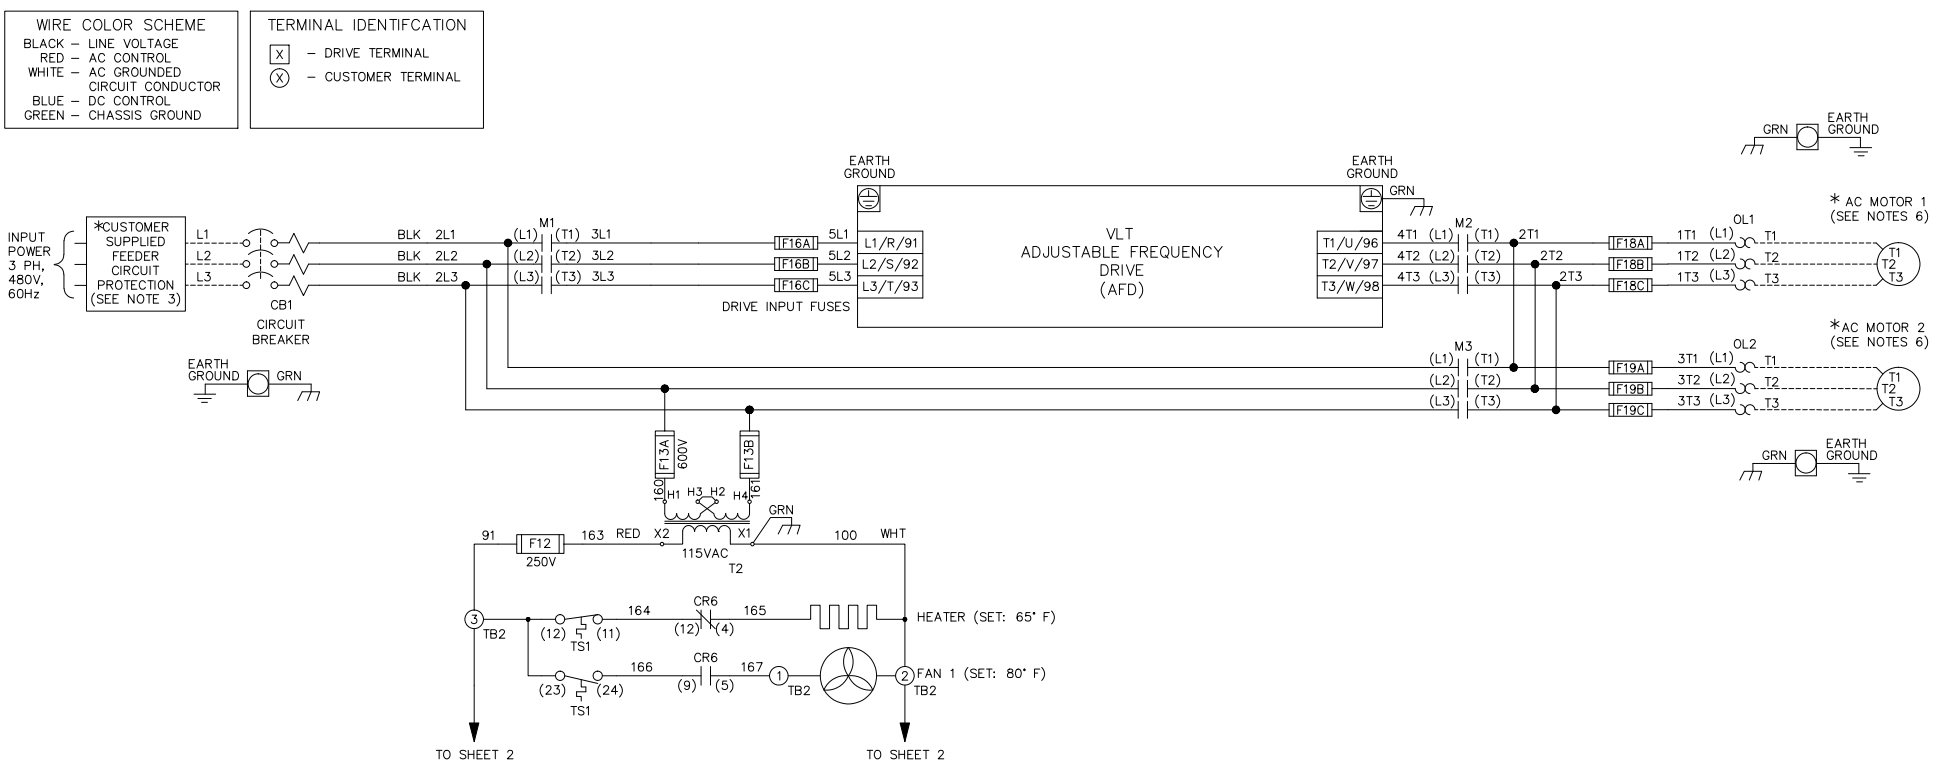 WIRE COLOR SCHEME
BLACK – LINE VOLTAGE
RED – AC CONTROL
WHITE – AC GROUNDED
CIRCUIT CONDUCTOR
BLUE – DC CONTROL
GREEN – CHASSIS GROUND
TERMINAL IDENTIFCATION
X – DRIVE TERMINAL
X – CUSTOMER TERMINAL
INPUT
POWER
3 PH,
480V,
60Hz
*CUSTOMER
SUPPLIED
FEEDER
CIRCUIT
PROTECTION
(SEE NOTE 3)
L1
L2
L3
CB1
CIRCUIT
BREAKER
EARTH
GROUND
GRN
BLK 2L1
BLK 2L2
BLK 2L3
M1
(L1) (T1) 3L1
(L2) (T2) 3L2
(L3) (T3) 3L3
F16A 5L1
F16B 5L2
F16C 5L3
DRIVE INPUT FUSES
EARTH
GROUND
L1/R/91
L2/S/92
L3/T/93
VLT
ADJUSTABLE FREQUENCY
DRIVE
(AFD)
EARTH
GROUND
GRN
T1/U/96
T2/V/97
T3/W/98
M2
4T1 (L1) (T1) 2T1
4T2 (L2) (T2) 2T2
4T3 (L3) (T3) 2T3
F18A 1T1 (L1) T1
F18B 1T2 (L2) T2
F18C 1T3 (L3) T3
OL1
GRN
EARTH
GROUND
* AC MOTOR 1
(SEE NOTES 6)
T1
T2
T3
M3
(L1) (T1)
(L2) (T2)
(L3) (T3)
F19A 3T1 (L1) T1
F19B 3T2 (L2) T2
F19C 3T3 (L3) T3
OL2
*AC MOTOR 2
(SEE NOTES 6)
T1
T2
T3
GRN
EARTH
GROUND
F13A
600V
F13B
160
161
H1 H3 H2 H4
GRN
91 F12 163 RED X2 X1 100 WHT
250V
115VAC
T2
3
TB2
164 CR6 165
(12) (11) (12) (4)
TS1
HEATER (SET: 65° F)
166 CR6 167 1
(23) (24) (9) (5) TB2
TS1
2 FAN 1 (SET: 80° F)
TB2
TO SHEET 2
TO SHEET 2